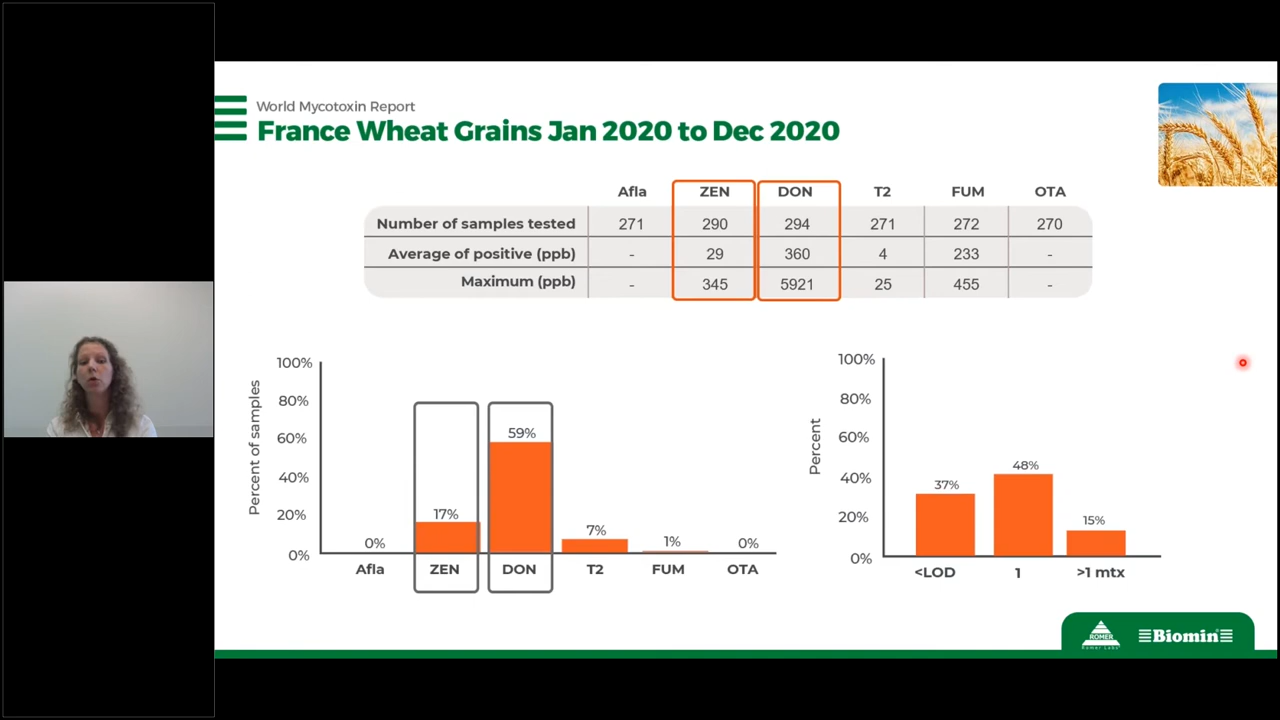 World Mycotoxin Report
France Wheat Grains Jan 2020 to Dec 2020
Afla ZEN DON T2 FUM OTA
Number of samples tested 271 290 294 271 272 270
Average of positive (ppb) - 29 360 4 233 -
Maximum (ppb) - 345 5921 25 455 -
Percent of samples
100%
80%
60%
40%
20%
0%
0% 17% 59% 7% 1% 0%
Afla ZEN DON T2 FUM OTA
Percent
100%
80%
60%
40%
20%
0%
37% 48% 15%
<LOD 1 >1 mtx
ROMER
Romer Labs
Biomin